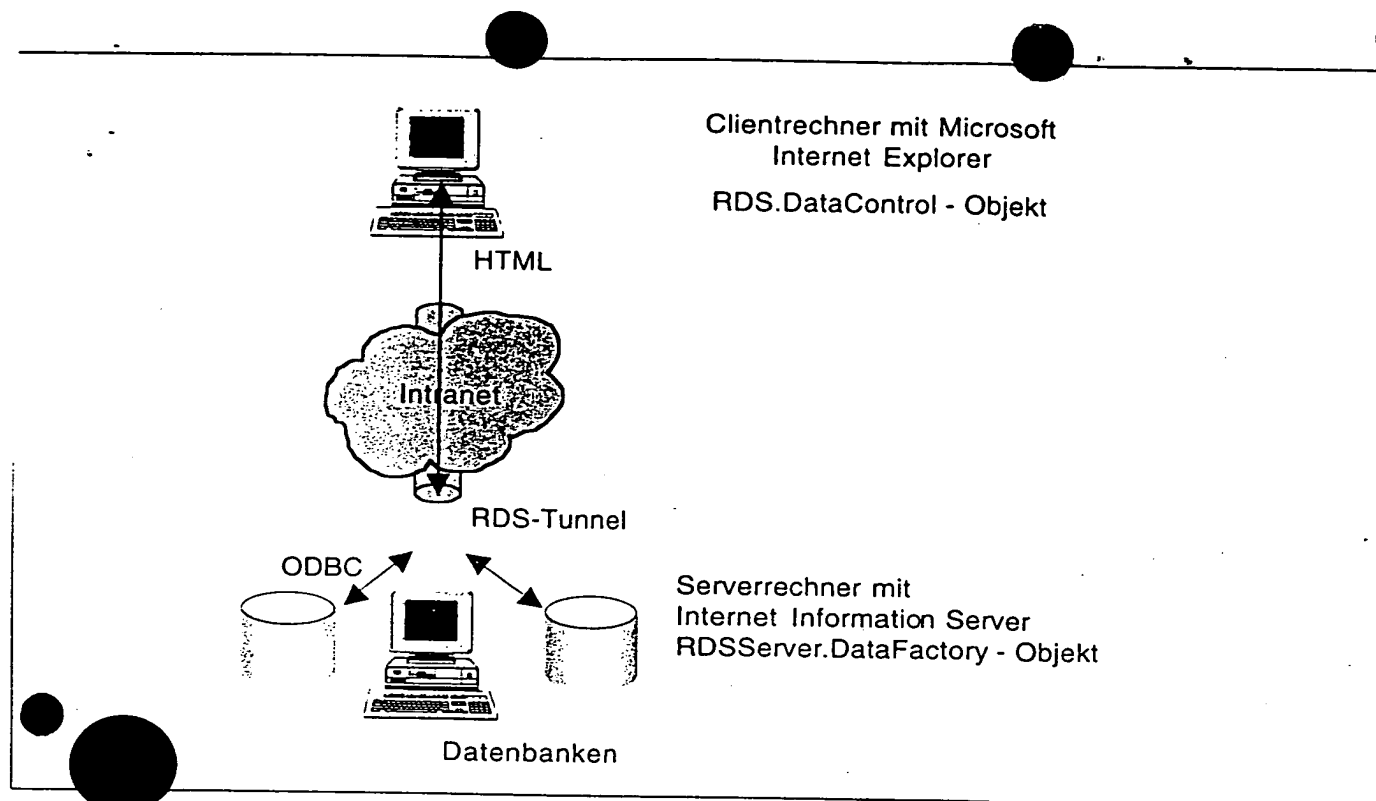 Clientrechner mit Microsoft
Internet Explorer
RDS.DataControl - Objekt
HTML
Intranet
RDS-Tunnel
ODBC
Serverrechner mit
Internet Information Server
RDSServer.DataFactory - Objekt
Datenbanken